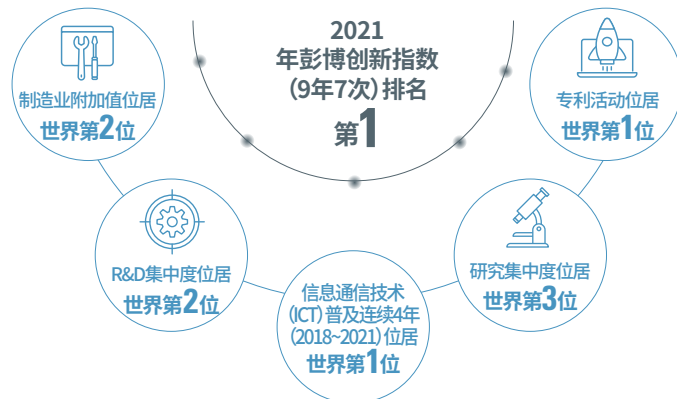 2021
年彭博创新指数
（9年7次）排名
第1
制造业附加值位居
世界第2位
R&D集中度位居
世界第2位
信息通信技术
（ICT）普及连续4年
（2018~2021）位居
世界第1位
研究集中度位居
世界第3位
专利活动位居
世界第1位